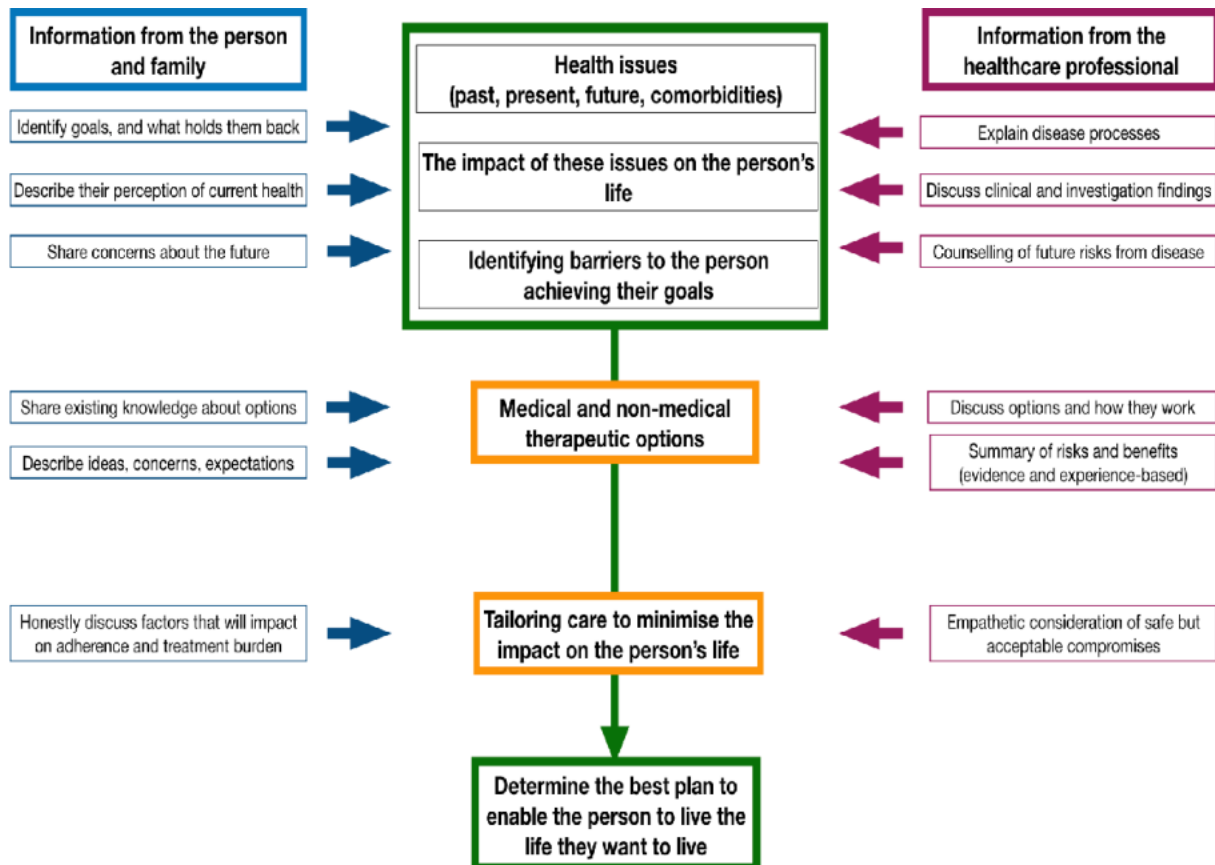 Information from the person
and family
Identify goals, and what holds them back
Describe their perception of current health
Share concerns about the future
Share existing knowledge about options
Describe ideas, concerns, expectations
Honestly discuss factors that will impact
on adherence and treatment burden
Health issues
(past, present, future, comorbidities)
The impact of these issues on the person's
life
Identifying barriers to the person
achieving their goals
Medical and non-medical
therapeutic options
Tailoring care to minimise the
impact on the person's life
Determine the best plan to
enable the person to live the
life they want to live
Information from the
healthcare professional
Explain disease processes
Discuss clinical and investigation findings
Counselling of future risks from disease
Discuss options and how they work
Summary of risks and benefits
(evidence and experience-based)
Empathetic consideration of safe but
acceptable compromises